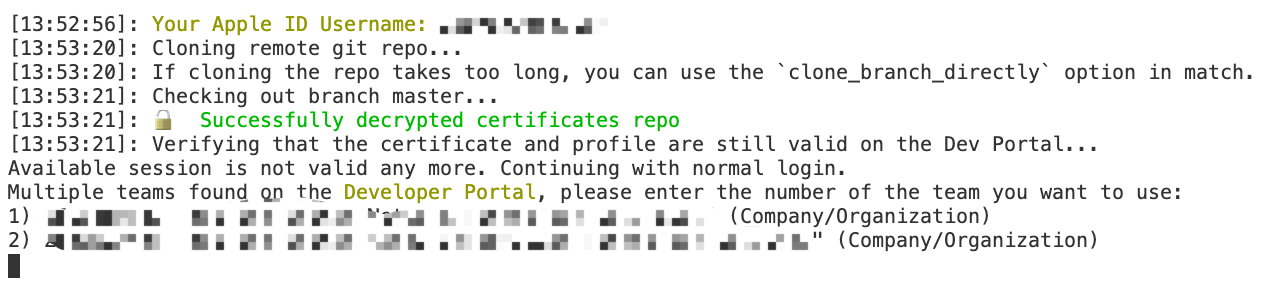 [13:52:56]: Your Apple ID Username:
[13:53:20]: Cloning remote git repo...
[13:53:20]: If cloning the repo takes too long, you can use the `clone_branch_directly` option in match.
[13:53:21]: Checking out branch master...
[13:53:21]: 🔓 Successfully decrypted certificates repo
[13:53:21]: Verifying that the certificate and profile are still valid on the Dev Portal...
Available session is not valid any more. Continuing with normal login.
Multiple teams found on the Developer Portal, please enter the number of the team you want to use:
1) (Company/Organization)
2) " (Company/Organization)